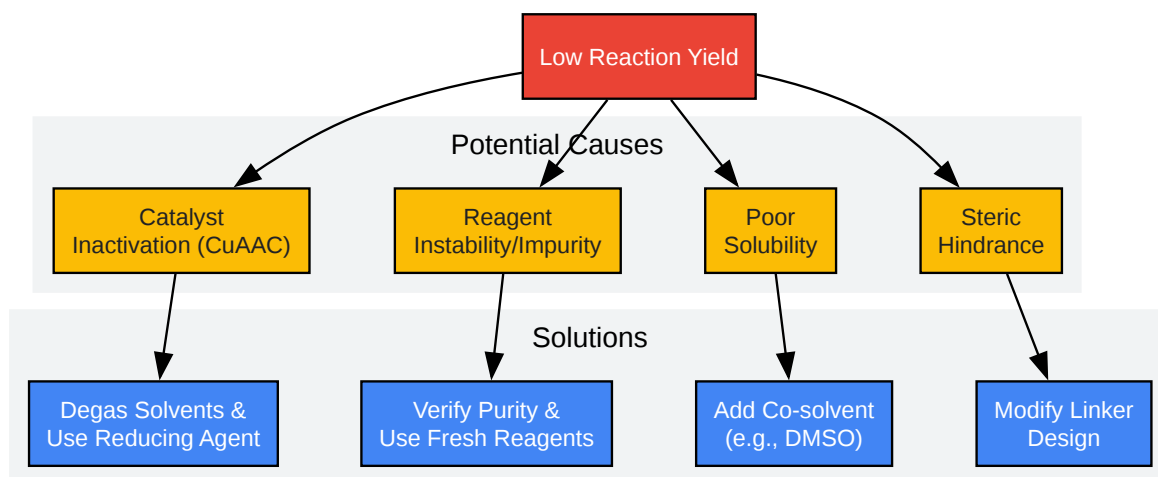 Low Reaction Yield
Potential Causes
Catalyst
Inactivation (CuAAC)
Reagent
Instability/Impurity
Poor
Solubility
Steric
Hindrance
Solutions
Degas Solvents &
Use Reducing Agent
Verify Purity &
Use Fresh Reagents
Add Co-solvent
(e.g., DMSO)
Modify Linker
Design